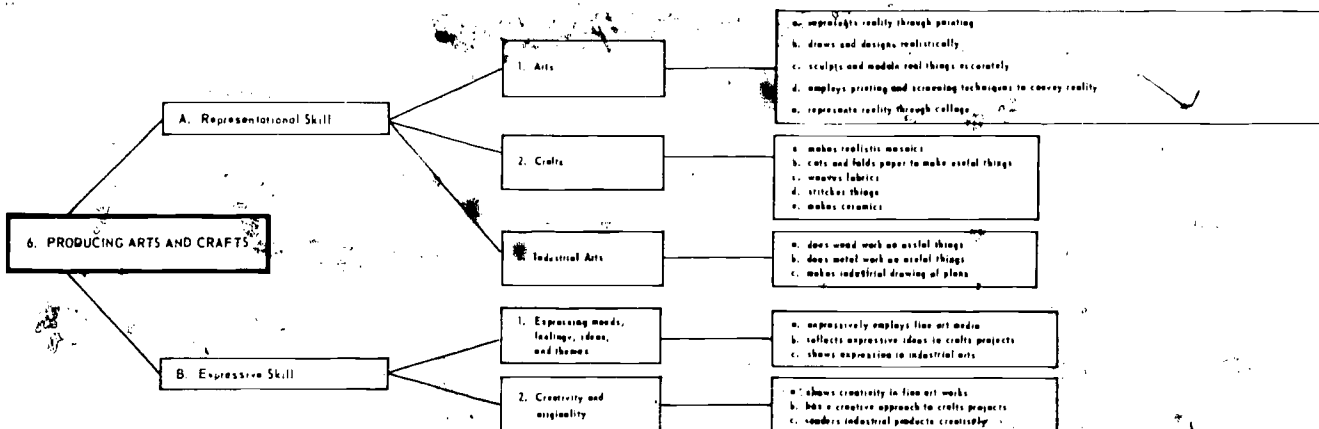 6. PRODUCING ARTS AND CRAFTS
A. Representational Skill
1. Arts
a. represents reality through painting
b. draws and designs realistically
c. sculpts and models real things accurately
d. employs printing and screening techniques to convey reality
e. represents reality through collage
2. Crafts
a. makes realistic mosaics
b. cuts and folds paper to make useful things
c. weaves fabrics
d. stitches things
e. makes ceramics
Industrial Arts
a. does wood work on useful things
b. does metal work on useful things
c. makes industrial drawing of plans
B. Expressive Skill
1. Expressing moods,
feelings, ideas,
and themes
a. expressively employs fine art media
b. reflects expressive ideas in crafts projects
c. shows expression in industrial arts
2. Creativity and
originality
a. shows creativity in fine art works
b. has a creative approach to crafts projects
c. renders industrial products creatively